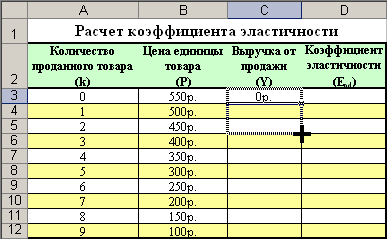 A B C D
1 Расчет коэффициента эластичности
2 Количество проданного товара (k) Цена единицы товара (P) Выручка от продажи (V) Коэффициент эластичности (Epd)
3 0 550р. 0р.
4 1 500р.
5 2 450р.
6 3 400р.
7 4 350р.
8 5 300р.
9 6 250р.
10 7 200р.
11 8 150р.
12 9 100р.